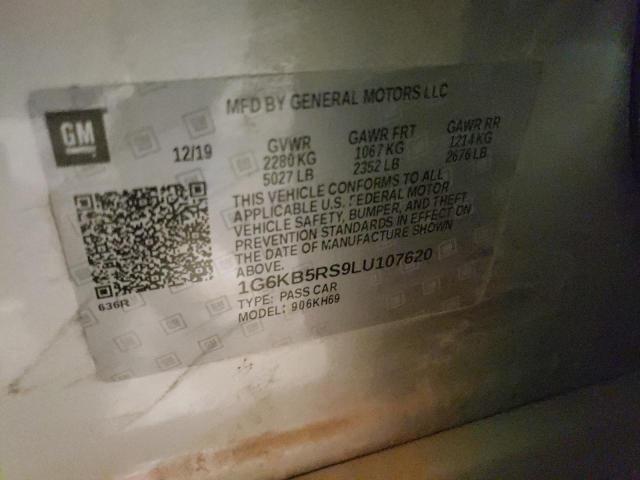 GM
MFD BY GENERAL MOTORS LLC
12/19
GVWR
2280 KG
5027 LB
GAWR FRT
1067 KG
2352 LB
GAWR RR
1214 KG
2676 LB
THIS VEHICLE CONFORMS TO ALL
APPLICABLE U.S. FEDERAL MOTOR
VEHICLE SAFETY, BUMPER, AND THEFT
PREVENTION STANDARDS IN EFFECT ON
THE DATE OF MANUFACTURE SHOWN
ABOVE.
1G6KB5RS9LU107620
TYPE: PASS CAR
MODEL: 906KH69
636R